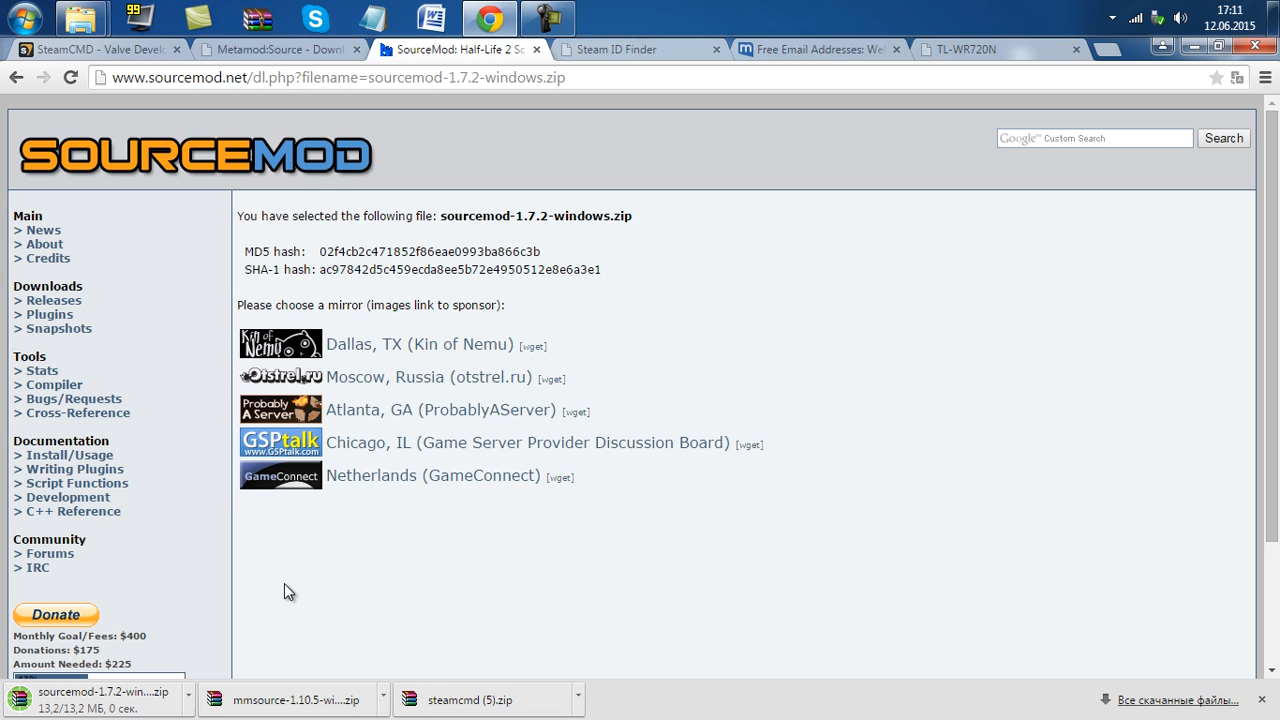 99
17:11
12.06.2015
SteamCMD - Valve Devel
Metamod:Source - Downl
SourceMod: Half-Life 2 Sc
Steam ID Finder
Free Email Addresses: Wel
TL-WR720N
www.sourcemod.net/dl.php?filename=sourcemod-1.7.2-windows.zip
SOURCEMOD
Google™ Custom Search
Search
Main
> News
> About
> Credits
Downloads
> Releases
> Plugins
> Snapshots
Tools
> Stats
> Compiler
> Bugs/Requests
> Cross-Reference
Documentation
> Install/Usage
> Writing Plugins
> Script Functions
> Development
> C++ Reference
Community
> Forums
> IRC
Donate
Monthly Goal/Fees: $400
Donations: $175
Amount Needed: $225
You have selected the following file: sourcemod-1.7.2-windows.zip
MD5 hash: 02f4cb2c471852f86eae0993ba866c3b
SHA-1 hash: ac97842d5c459ecda8ee5b72e4950512e8e6a3e1
Please choose a mirror (images link to sponsor):
Kin of Nemu Dallas, TX (Kin of Nemu) [wget]
Otstrel.ru Moscow, Russia (otstrel.ru) [wget]
Probably A Server Atlanta, GA (ProbablyAServer) [wget]
GSPtalk www.GSPtalk.com Chicago, IL (Game Server Provider Discussion Board) [wget]
GameConnect Netherlands (GameConnect) [wget]
sourcemod-1.7.2-win....zip
13,2/13,2 МБ, 0 сек.
mmsource-1.10.5-wi....zip
steamcmd (5).zip
Все скачанные файлы...